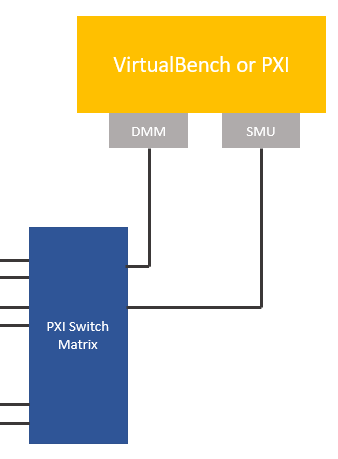 VirtualBench or PXI
DMM
SMU
PXI Switch
Matrix